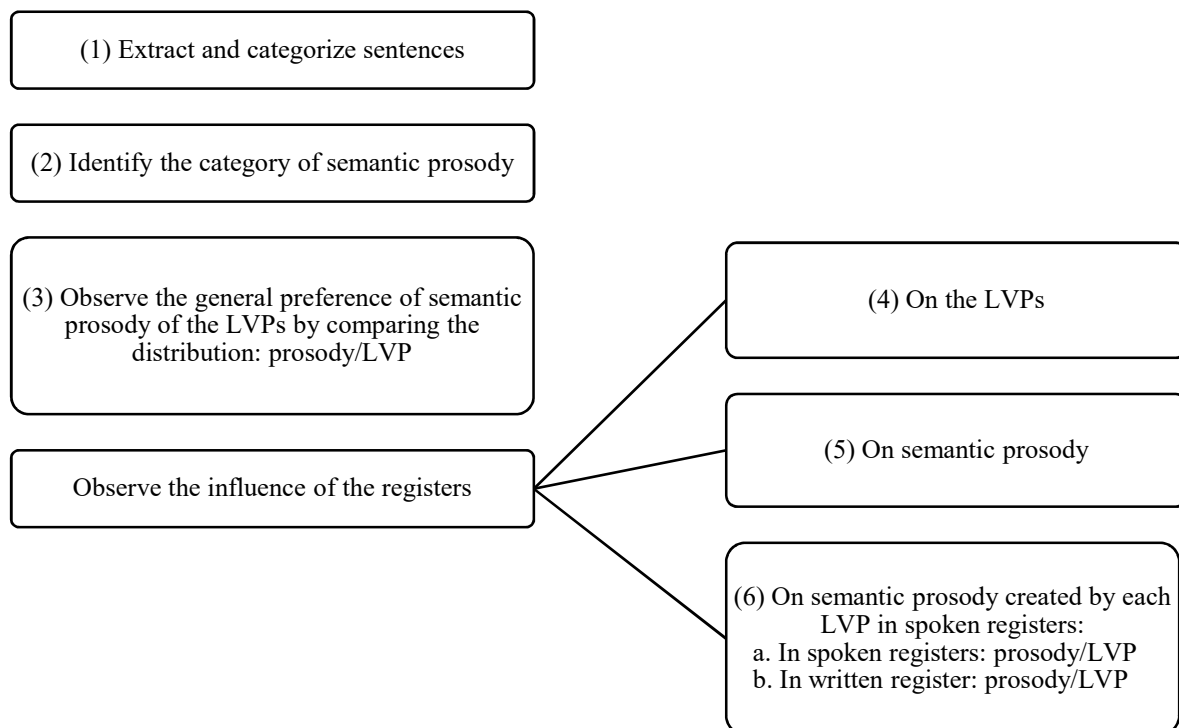 (1) Extract and categorize sentences
(2) Identify the category of semantic prosody
(3) Observe the general preference of semantic
prosody of the LVPs by comparing the
distribution: prosody/LVP
Observe the influence of the registers
(4) On the LVPs
(5) On semantic prosody
(6) On semantic prosody created by each
LVP in spoken registers:
a. In spoken registers: prosody/LVP
b. In written register: prosody/LVP